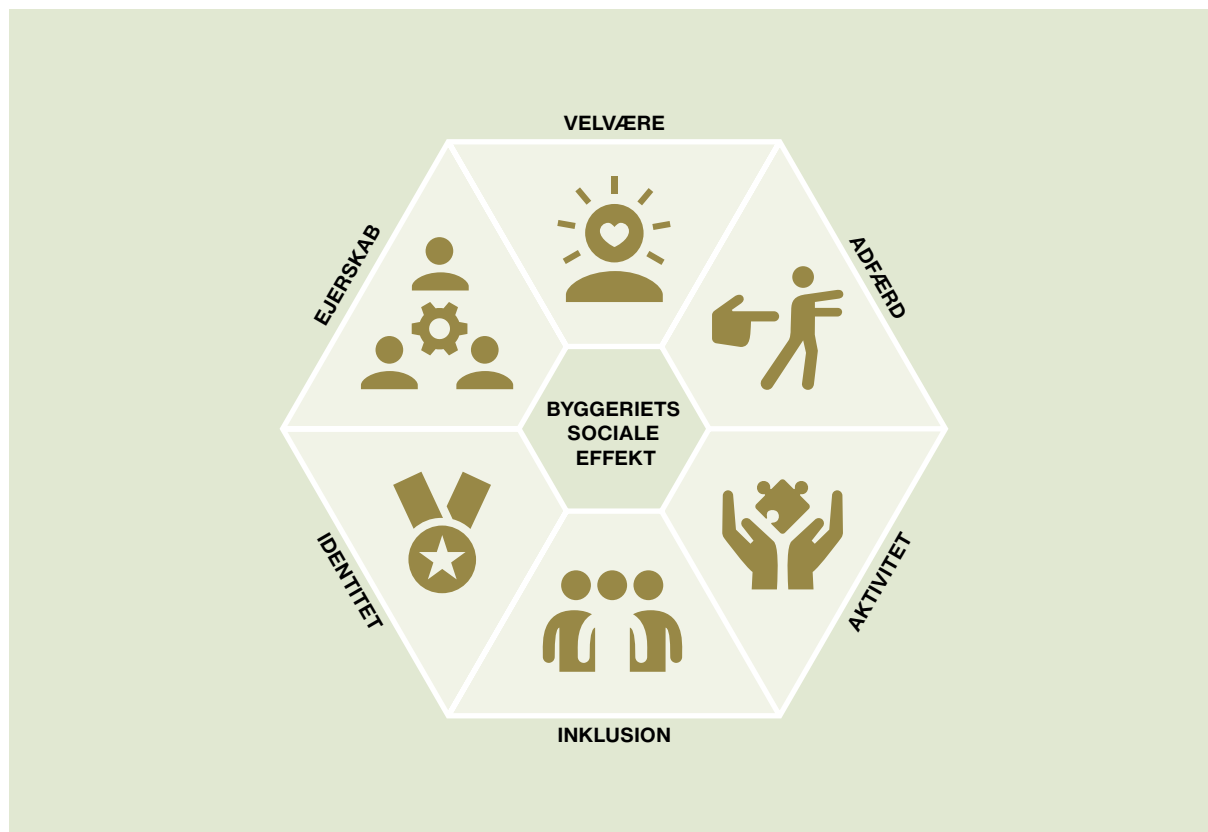 VELVÆRE
EJERSKAB
ADFÆRD
BYGGERIETS
SOCIALE
EFFEKT
IDENTITET
AKTIVITET
INKLUSION